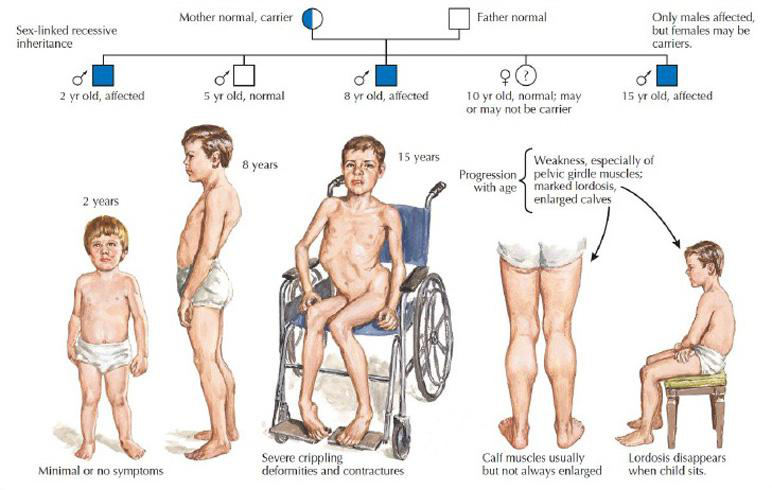 Sex-linked recessive
inheritance
Mother normal, carrier
Father normal
Only males affected,
but females may be
carriers.
?
2 yr old, affected
5 yr old, normal
8 yr old, affected
10 yr old, normal; may
or may not be carrier
15 yr old, affected
2 years
8 years
15 years
Progression
with age
Weakness, especially of
pelvic girdle muscles;
marked lordosis,
enlarged calves
Minimal or no symptoms
Severe crippling
deformities and contractures
Calf muscles usually
but not always enlarged
Lordosis disappears
when child sits.